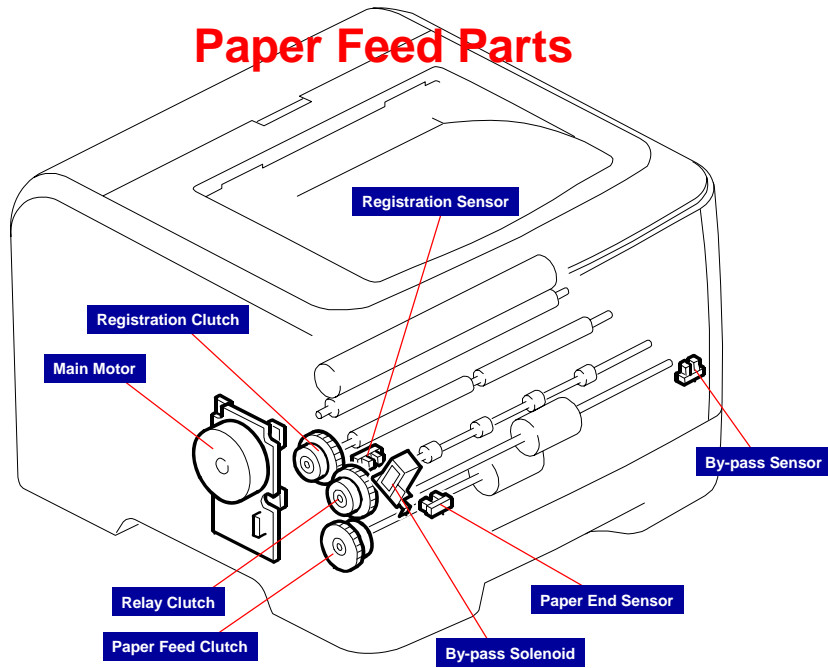 Paper Feed Parts
Registration Sensor
Registration Clutch
Main Motor
By-pass Sensor
Relay Clutch
Paper End Sensor
Paper Feed Clutch
By-pass Solenoid